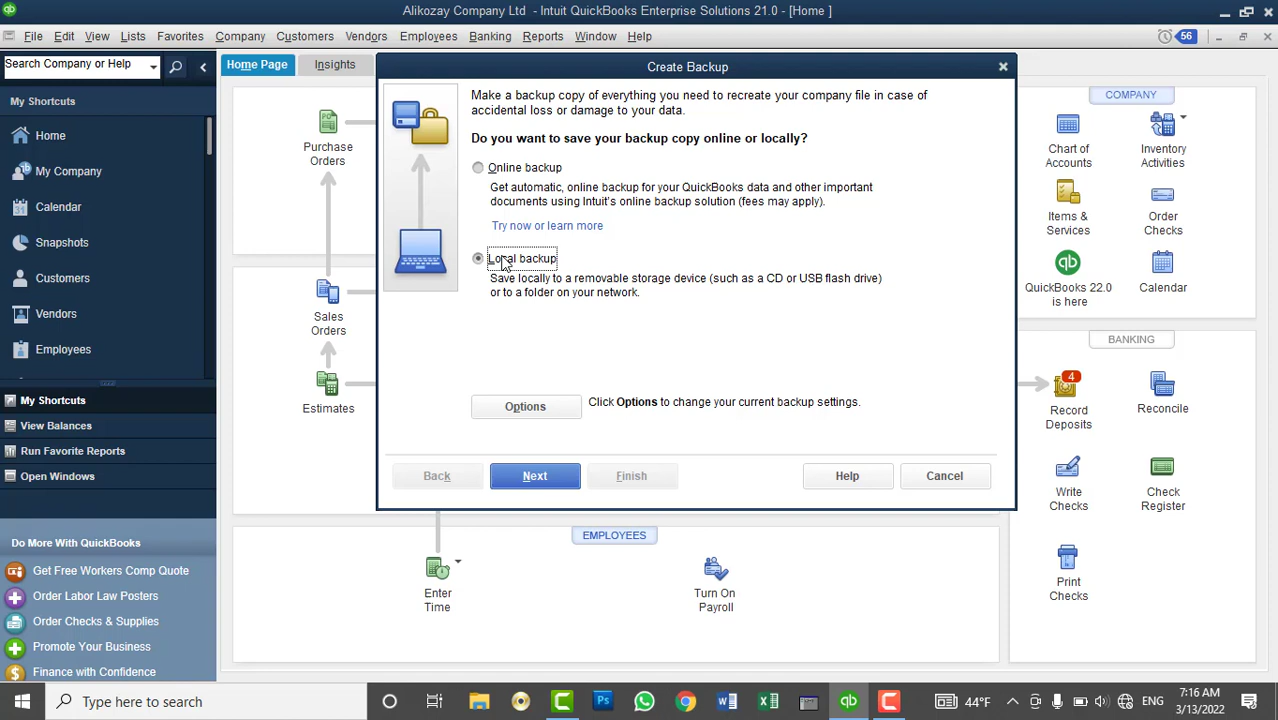 Alikozay Company Ltd - Intuit QuickBooks Enterprise Solutions 21.0 - [Home ]
File Edit View Lists Favorites Company Customers Vendors Employees Banking Reports Window Help
56
Search Company or Help
Home Page
Insights
My Shortcuts
Home
My Company
Calendar
Snapshots
Customers
Vendors
Employees
My Shortcuts
View Balances
Run Favorite Reports
Open Windows
Do More With QuickBooks
Get Free Workers Comp Quote
Order Labor Law Posters
Order Checks & Supplies
Promote Your Business
Finance with Confidence
Purchase
Orders
Sales
Orders
Estimates
Create Backup
Make a backup copy of everything you need to recreate your company file in case of
accidental loss or damage to your data.
Do you want to save your backup copy online or locally?
Online backup
Get automatic, online backup for your QuickBooks data and other important
documents using Intuit's online backup solution (fees may apply).
Try now or learn more
Local backup
Save locally to a removable storage device (such as a CD or USB flash drive)
or to a folder on your network.
Options
Click Options to change your current backup settings.
Back
Next
Finish
Help
Cancel
EMPLOYEES
Enter
Time
Turn On
Payroll
COMPANY
Chart of
Accounts
Inventory
Activities
Items &
Services
Order
Checks
QuickBooks 22.0
is here
Calendar
BANKING
4
Record
Deposits
Reconcile
Write
Checks
Check
Register
Print
Checks
Type here to search
44°F
ENG
7:16 AM
3/13/2022